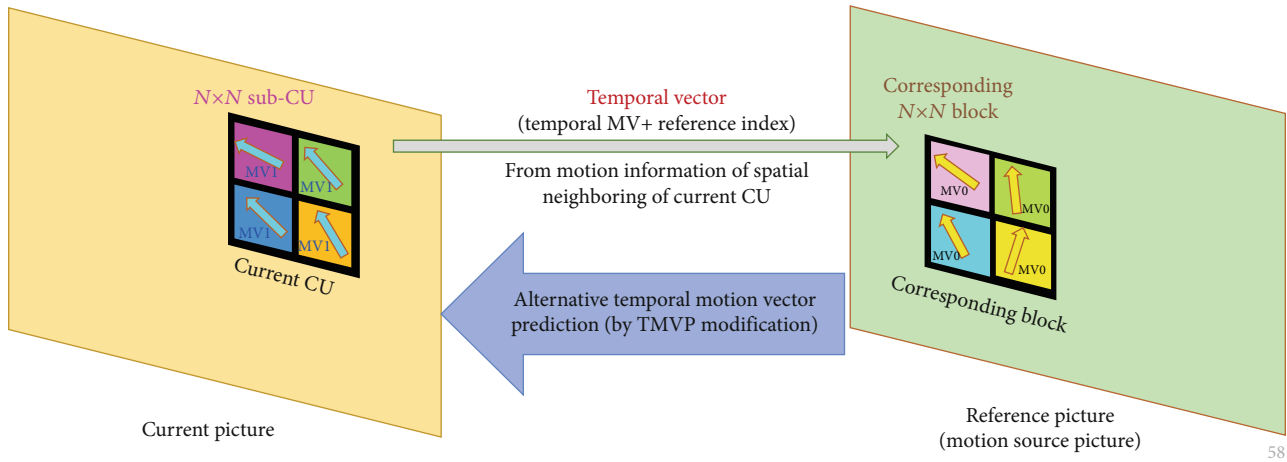 N×N sub-CU
MV1
MV1
MV1
MV1
Current CU
Current picture
Temporal vector
(temporal MV+ reference index)
From motion information of spatial
neighboring of current CU
Alternative temporal motion vector
prediction (by TMVP modification)
Corresponding
N×N block
MV0
MV0
MV0
MV0
Corresponding block
Reference picture
(motion source picture)
58